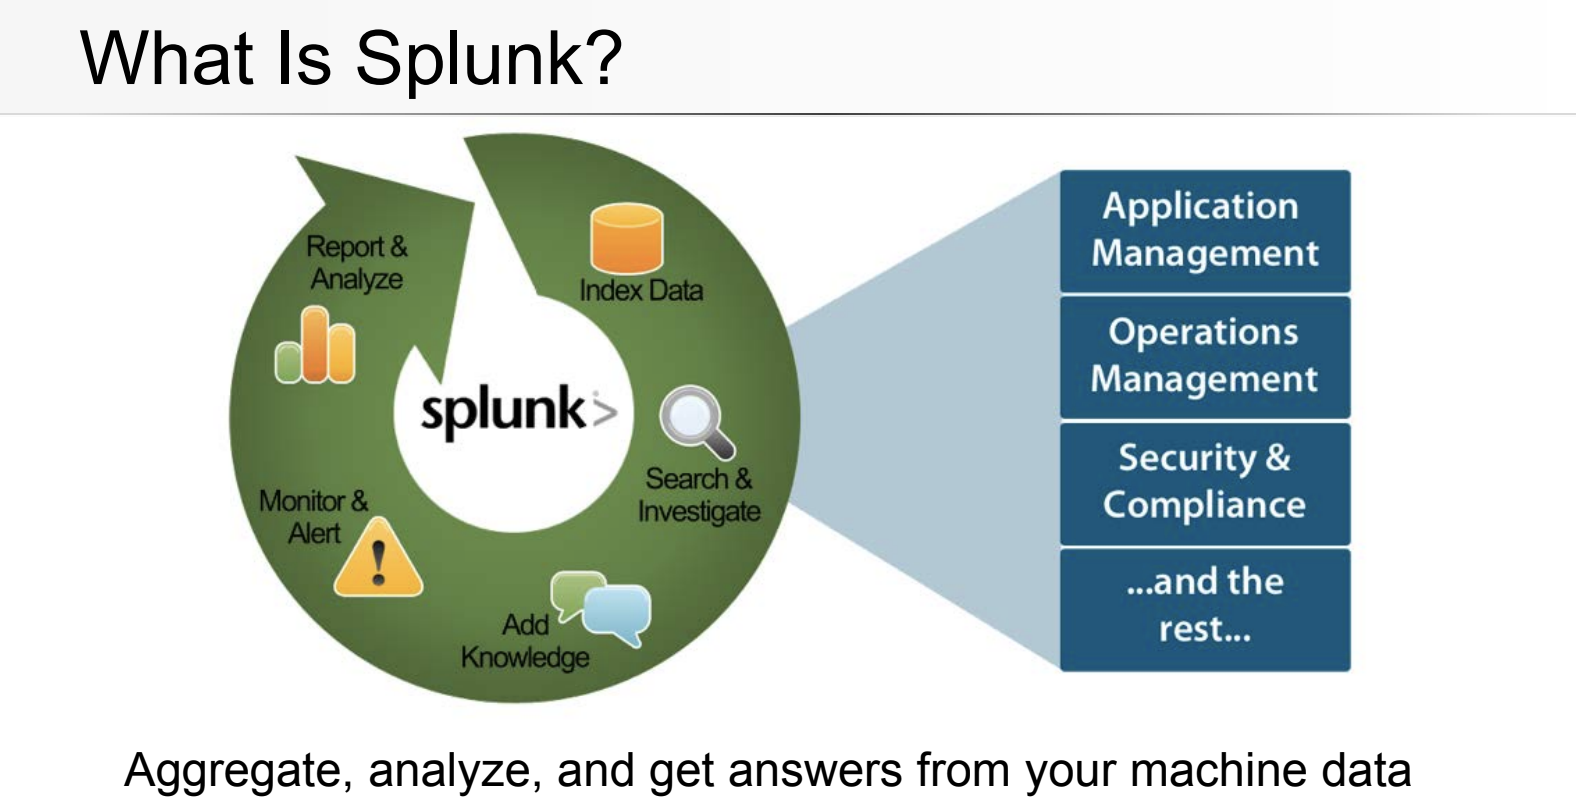 What Is Splunk?
Index Data
Search &
Investigate
Add
Knowledge
Monitor &
Alert
Report &
Analyze
splunk>
Application
Management
Operations
Management
Security &
Compliance
...and the
rest...
Aggregate, analyze, and get answers from your machine data